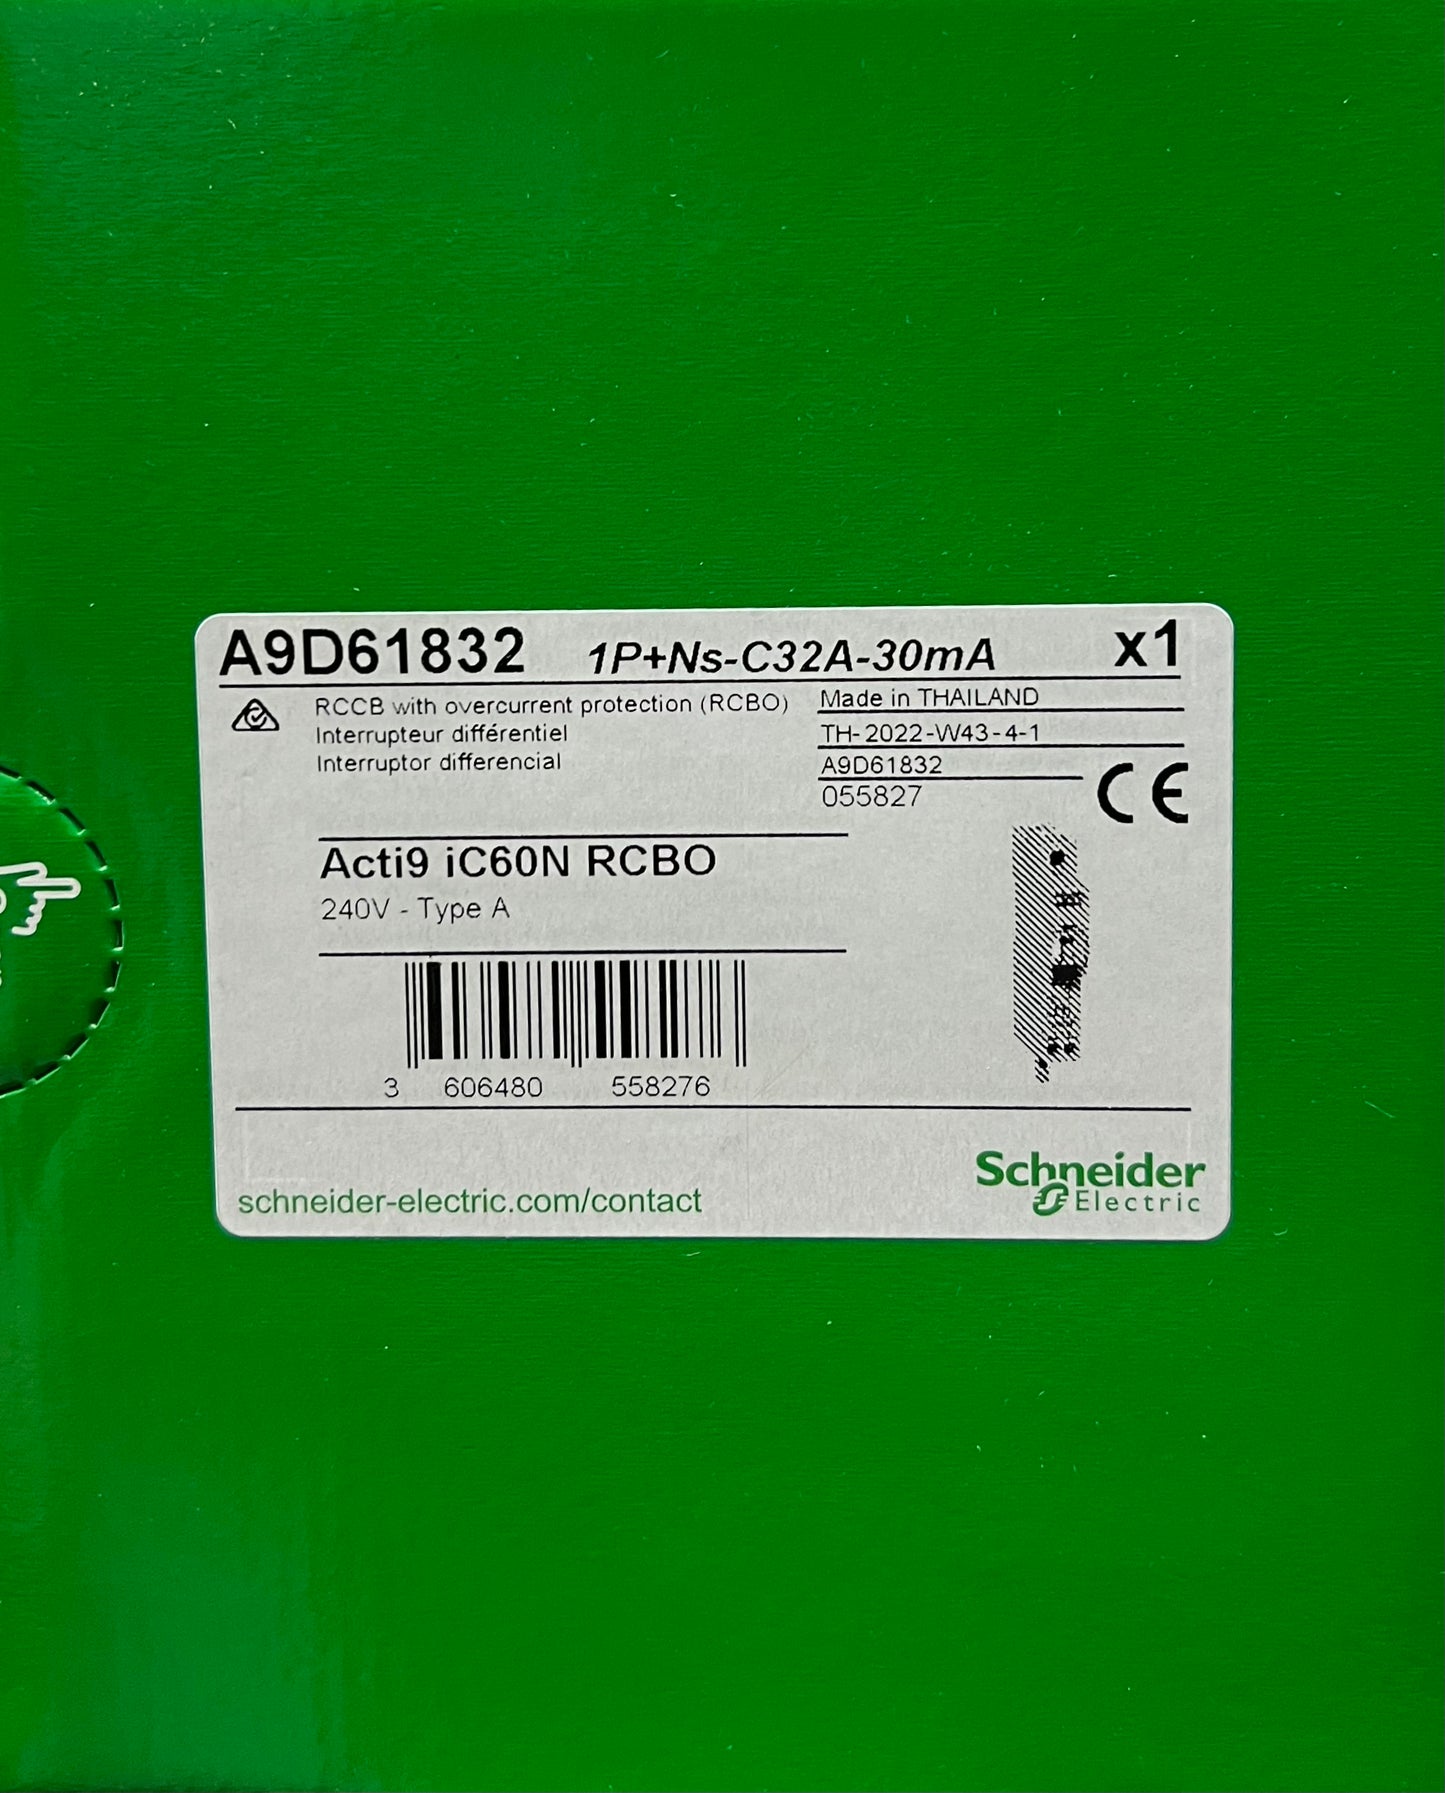 A9D61832 1P+Ns-C32A-30mA x1
RCCB with overcurrent protection (RCBO)
Interrupteur différentiel
Interruptor differencial
Made in THAILAND
TH-2022-W43-4-1
A9D61832
055827
CE
Acti9 iC60N RCBO
240V - Type A
3 606480 558276
schneider-electric.com/contact
Schneider
Electric